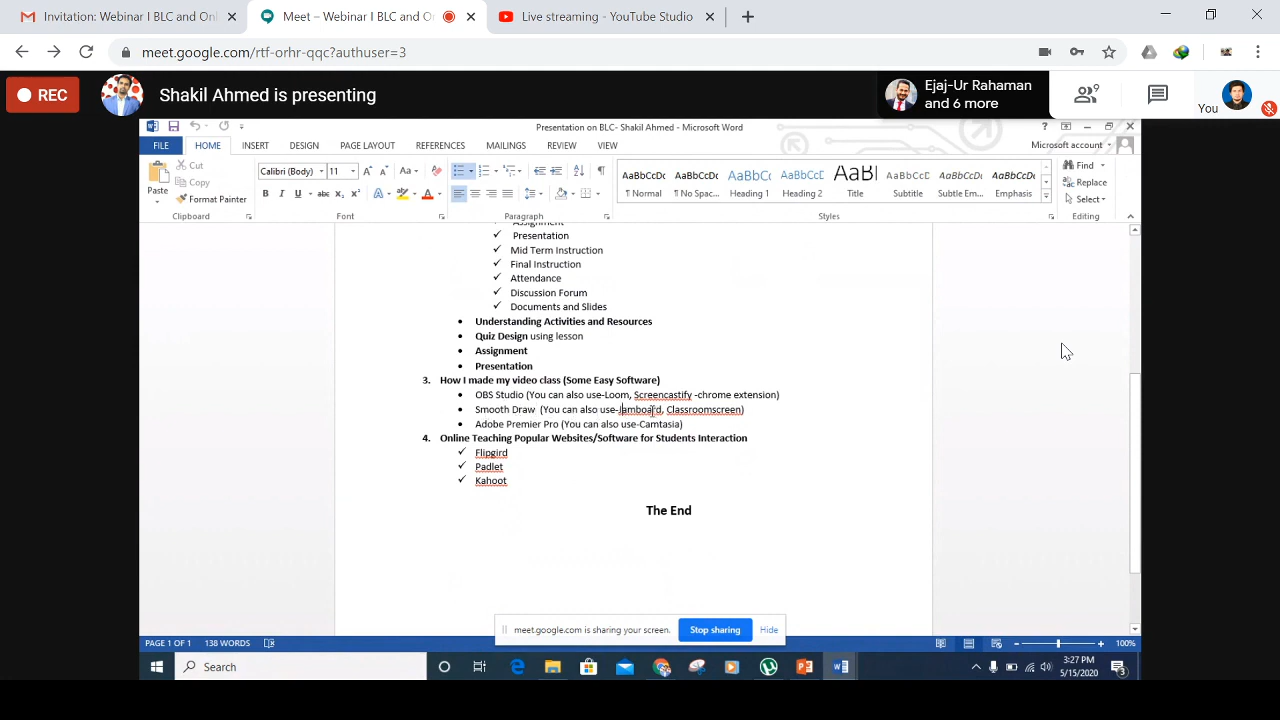 Invitation: Webinar I BLC and Onl
Meet – Webinar I BLC and O
Live streaming - YouTube Studio
meet.google.com/rtf-orhr-qqc?authuser=3
REC
Shakil Ahmed is presenting
Ejaj-Ur Rahaman
and 6 more
9
You
Presentation on BLC- Shakil Ahmed - Microsoft Word
FILE HOME INSERT DESIGN PAGE LAYOUT REFERENCES MAILINGS REVIEW VIEW
Microsoft account
Paste
Cut
Copy
Format Painter
Calibri (Body) 11
AaBbCcDc AaBbCcDc AaBbCc AaBbCcD AaBl AaBbCcD AaBbCcDc AaBbCcDc
¶ Normal ¶ No Spac... Heading 1 Heading 2 Title Subtitle Subtle Em... Emphasis
Find
Replace
Select
Clipboard Font Paragraph Styles Editing
Assignment
✓ Presentation
✓ Mid Term Instruction
✓ Final Instruction
✓ Attendance
✓ Discussion Forum
✓ Documents and Slides
• Understanding Activities and Resources
• Quiz Design using lesson
• Assignment
• Presentation
3. How I made my video class (Some Easy Software)
• OBS Studio (You can also use-Loom, Screencastify -chrome extension)
• Smooth Draw (You can also use-Jamboard, Classroomscreen)
• Adobe Premier Pro (You can also use-Camtasia)
4. Online Teaching Popular Websites/Software for Students Interaction
✓ Flipgird
✓ Padlet
✓ Kahoot
The End
meet.google.com is sharing your screen. Stop sharing Hide
PAGE 1 OF 1 138 WORDS 100%
Search
3:27 PM
5/15/2020
3